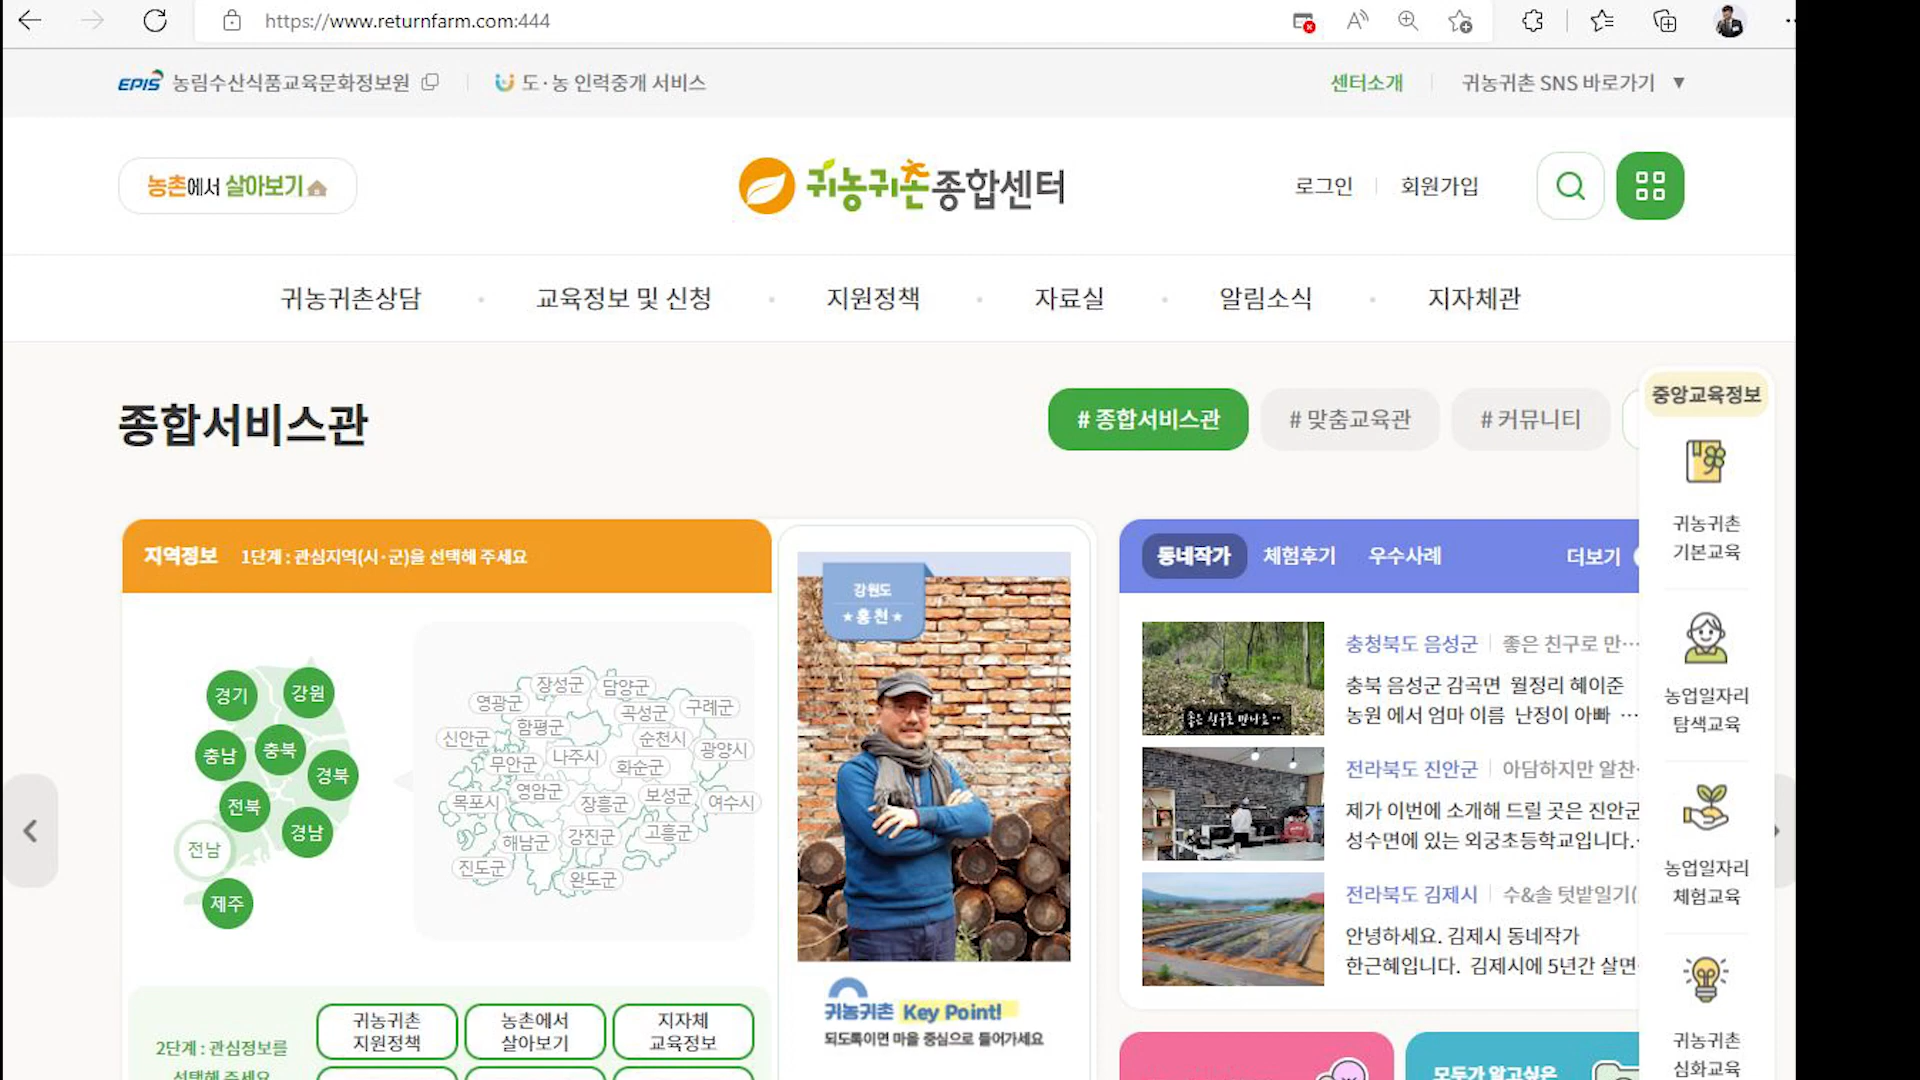 https://www.returnfarm.com:444
EPIS 농림수산식품교육문화정보원
도·농 인력중개 서비스
센터소개
귀농귀촌 SNS 바로가기 ▼
농촌에서 살아보기
귀농귀촌종합센터
로그인
회원가입
귀농귀촌상담
교육정보 및 신청
지원정책
자료실
알림소식
지자체관
종합서비스관
# 종합서비스관
# 맞춤교육관
# 커뮤니티
지역정보 1단계 : 관심지역(시·군)을 선택해 주세요
경기
강원
충남
충북
경북
전북
경남
전남
제주
장성군
담양군
영광군
곡성군
구례군
함평군
신안군
순천시
광양시
나주시
무안군
화순군
영암군
목포시
장흥군
보성군
여수시
해남군
강진군
고흥군
진도군
완도군
2단계 : 관심정보를
선택해 주세요
귀농귀촌
지원정책
농촌에서
살아보기
지자체
교육정보
강원도
★홍천★
귀농귀촌 Key Point!
되도록이면 마을 중심으로 들어가세요
동네작가
체험후기
우수사례
더보기
좋은 친구로 만나요 ··
충청북도 음성군 좋은 친구로 만···
충북 음성군 감곡면 월정리 혜이준
농원 에서 엄마 이름 난정이 아빠 ···
전라북도 진안군 아담하지만 알찬·
제가 이번에 소개해 드릴 곳은 진안군
성수면에 있는 외궁초등학교입니다.·
전라북도 김제시 수&솔 텃밭일기(
안녕하세요. 김제시 동네작가
한근혜입니다. 김제시에 5년간 살면
모두가 알고싶은
중앙교육정보
귀농귀촌
기본교육
농업일자리
탐색교육
농업일자리
체험교육
귀농귀촌
심화교육